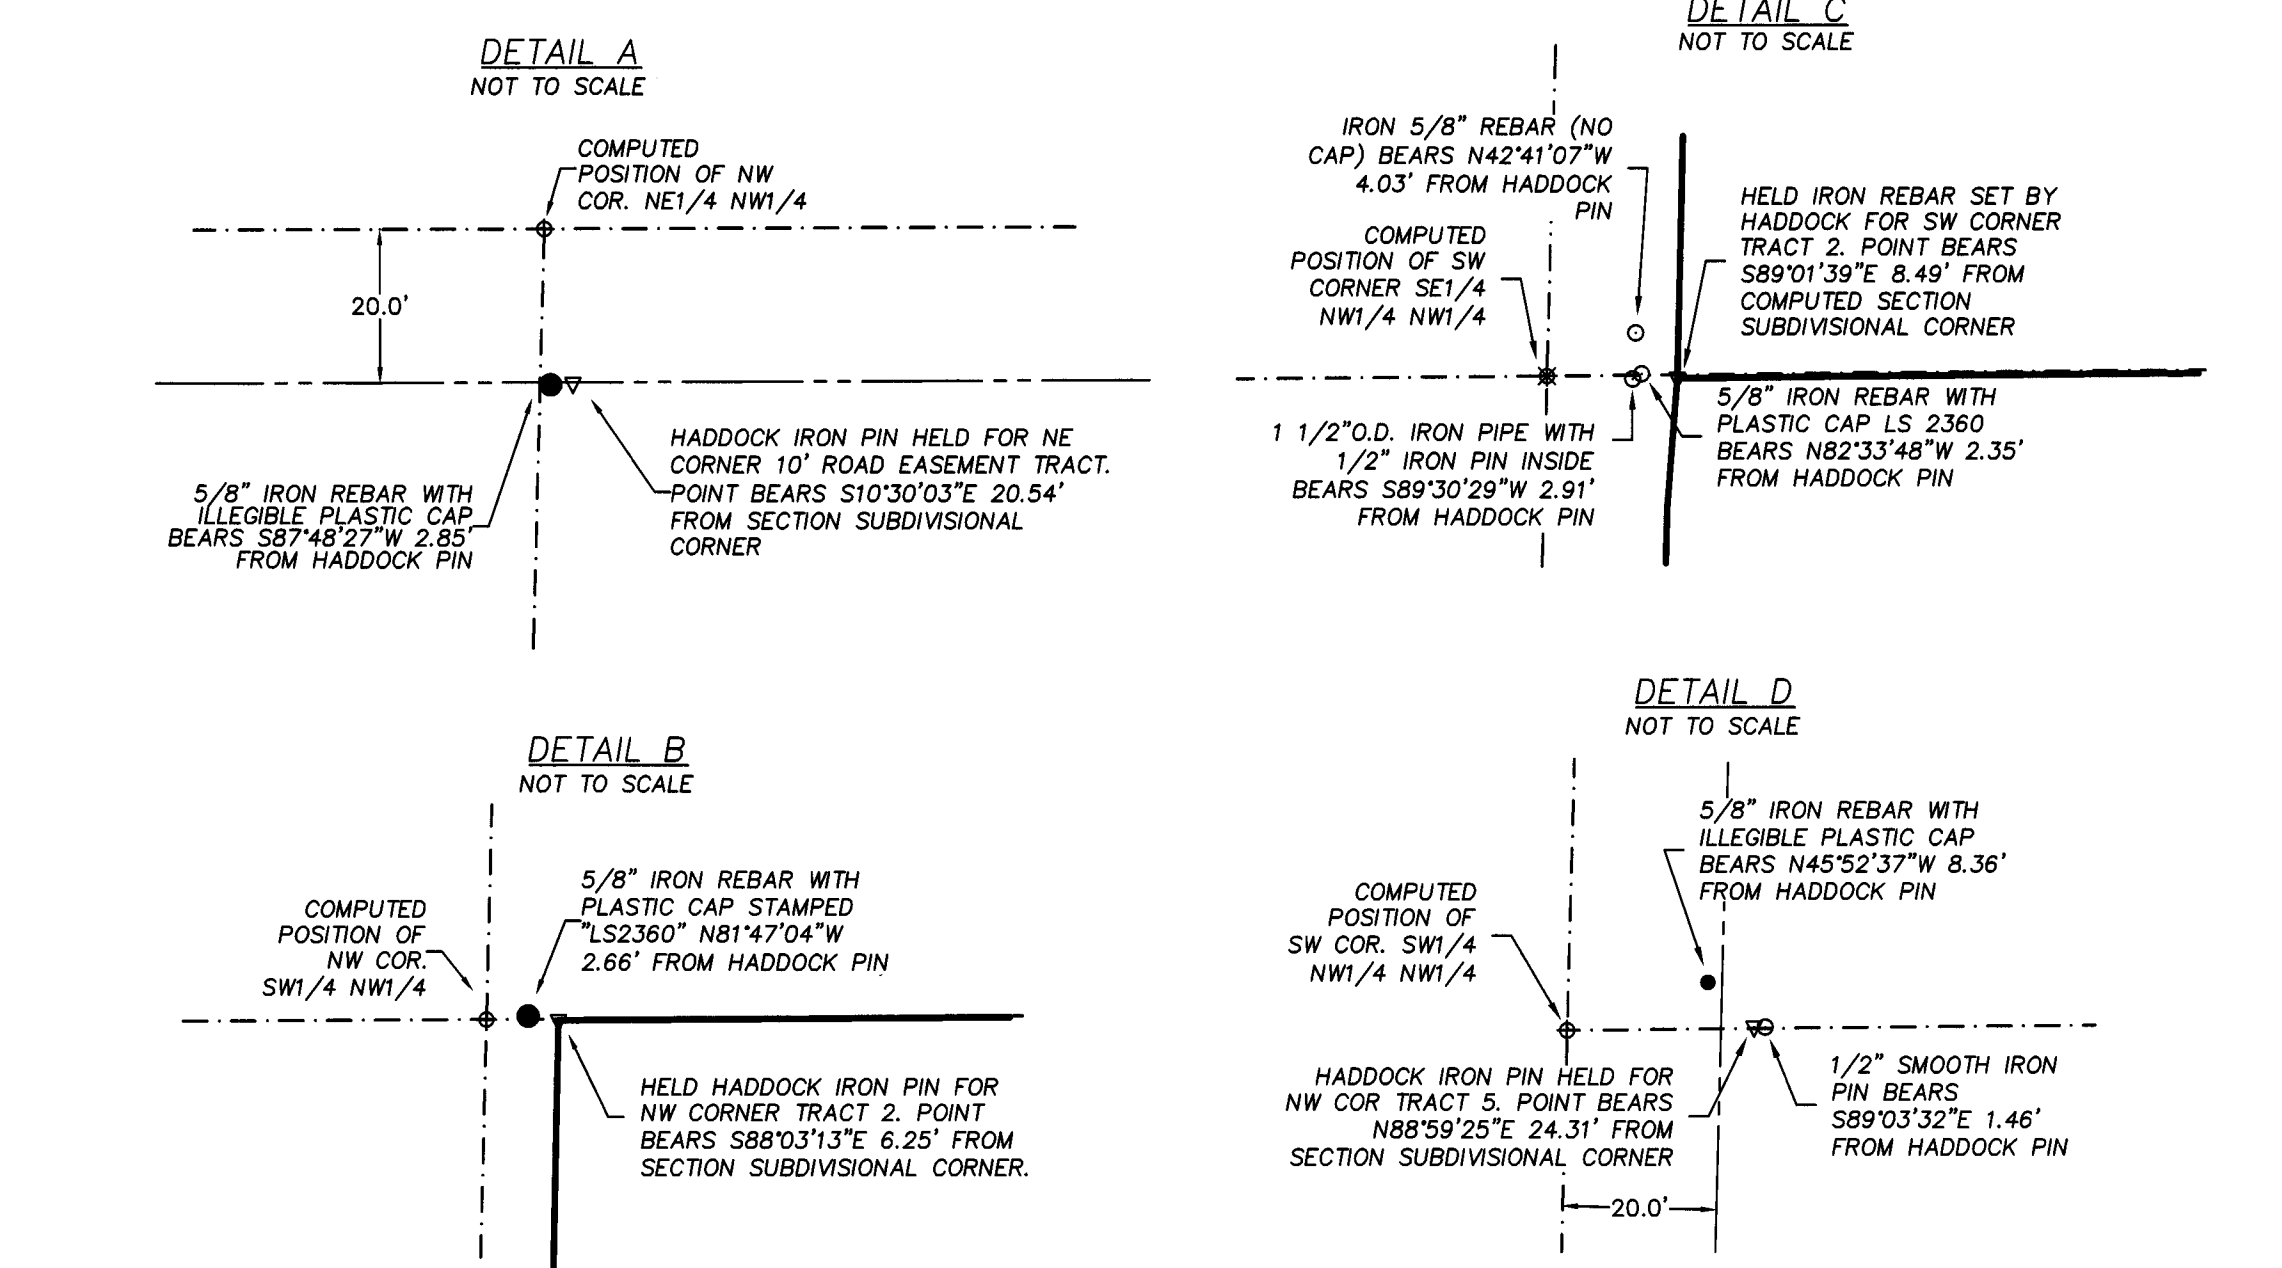 DETAIL A
NOT TO SCALE
COMPUTED
POSITION OF NW
COR. NE1/4 NW1/4
20.0'
HADDOCK IRON PIN HELD FOR NE
CORNER 10' ROAD EASEMENT TRACT.
POINT BEARS S10°30'03"E 20.54'
FROM SECTION SUBDIVISIONAL
CORNER
5/8" IRON REBAR WITH
ILLEGIBLE PLASTIC CAP
BEARS S87°48'27"W 2.85'
FROM HADDOCK PIN
DETAIL C
NOT TO SCALE
IRON 5/8" REBAR (NO
CAP) BEARS N42°41'07"W
4.03' FROM HADDOCK
PIN
COMPUTED
POSITION OF SW
CORNER SE1/4
NW1/4 NW1/4
HELD IRON REBAR SET BY
HADDOCK FOR SW CORNER
TRACT 2. POINT BEARS
S89°01'39"E 8.49' FROM
COMPUTED SECTION
SUBDIVISIONAL CORNER
1 1/2"O.D. IRON PIPE WITH
1/2" IRON PIN INSIDE
BEARS S89°30'29"W 2.91'
FROM HADDOCK PIN
5/8" IRON REBAR WITH
PLASTIC CAP LS 2360
BEARS N82°33'48"W 2.35'
FROM HADDOCK PIN
DETAIL B
NOT TO SCALE
5/8" IRON REBAR WITH
PLASTIC CAP STAMPED
"LS2360" N81°47'04"W
2.66' FROM HADDOCK PIN
COMPUTED
POSITION OF
NW COR.
SW1/4 NW1/4
HELD HADDOCK IRON PIN FOR
NW CORNER TRACT 2. POINT
BEARS S88°03'13"E 6.25' FROM
SECTION SUBDIVISIONAL CORNER.
DETAIL D
NOT TO SCALE
5/8" IRON REBAR WITH
ILLEGIBLE PLASTIC CAP
BEARS N45°52'37"W 8.36'
FROM HADDOCK PIN
COMPUTED
POSITION OF
SW COR. SW1/4
NW1/4 NW1/4
HADDOCK IRON PIN HELD FOR
NW COR TRACT 5. POINT BEARS
N88°59'25"E 24.31' FROM
SECTION SUBDIVISIONAL CORNER
1/2" SMOOTH IRON
PIN BEARS
S89°03'32"E 1.46'
FROM HADDOCK PIN
20.0'